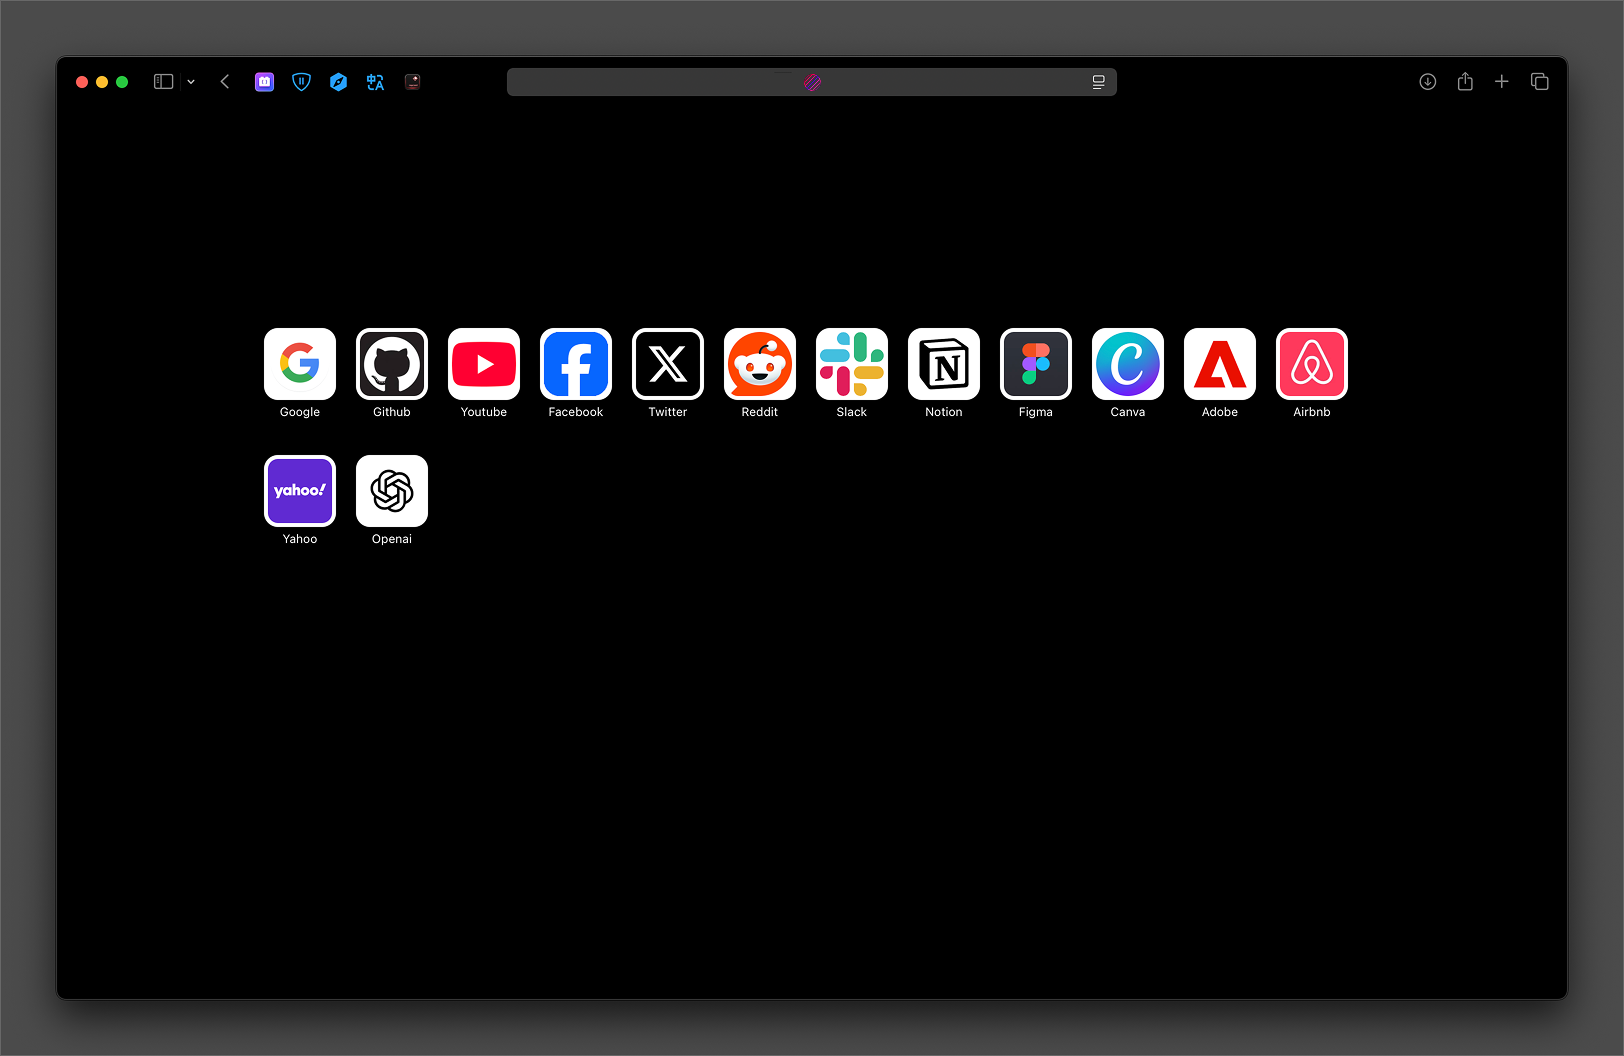 Google Github Youtube Facebook Twitter Reddit Slack Notion Figma Canva Adobe Airbnb
yahoo!
Yahoo Openai